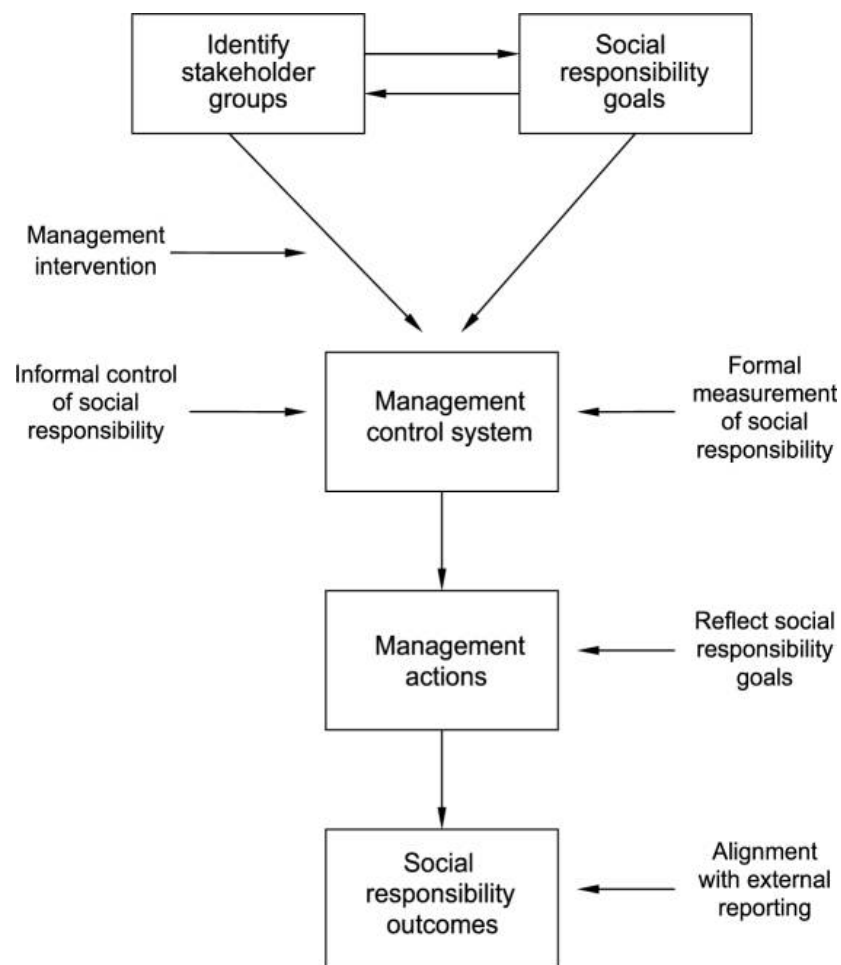 Identify
stakeholder
groups
Social
responsibility
goals
Management
intervention
Informal control
of social
responsibility
Management
control system
Formal
measurement
of social
responsibility
Management
actions
Reflect social
responsibility
goals
Social
responsibility
outcomes
Alignment
with external
reporting